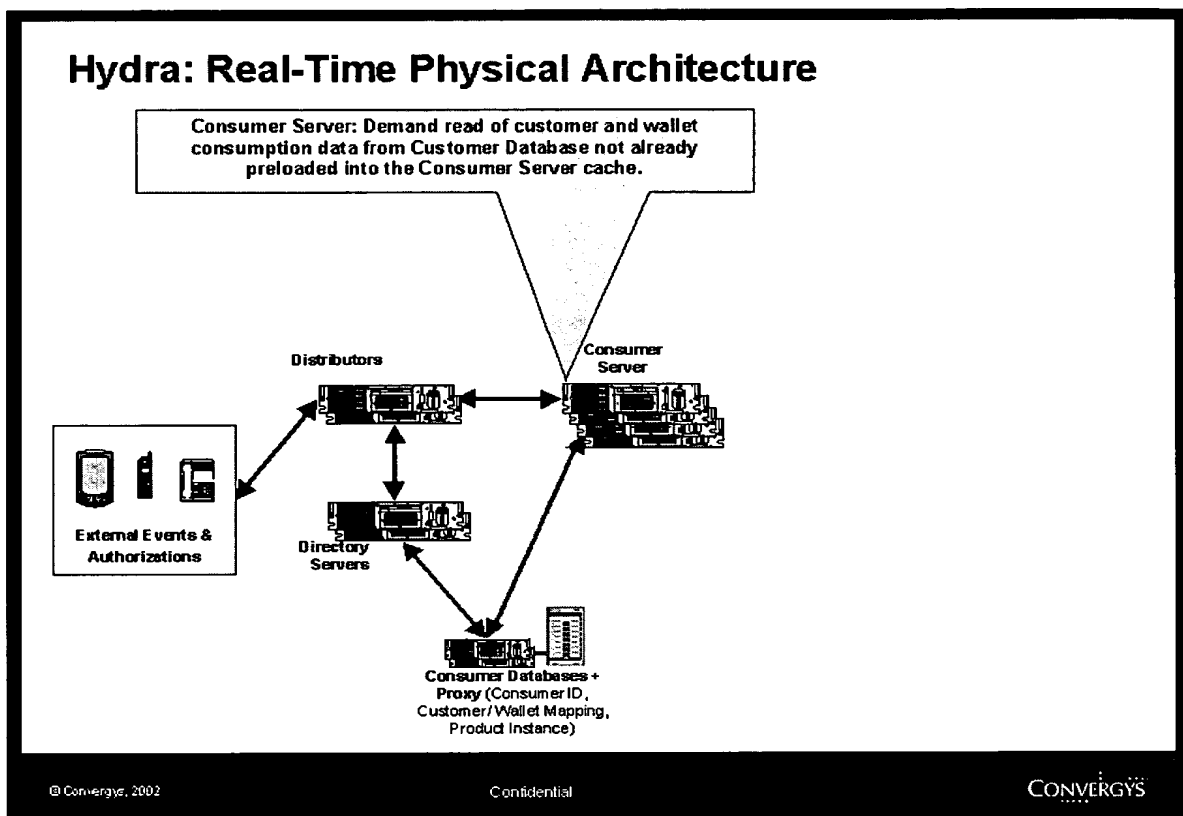 Hydra: Real-Time Physical Architecture
Consumer Server: Demand read of customer and wallet
consumption data from Customer Database not already
preloaded into the Consumer Server cache.
Distributors
Consumer
Server
External Events &
Authorizations
Directory
Servers
Consumer Databases +
Proxy (Consumer ID,
Customer/Wallet Mapping,
Product Instance)
© Convergys, 2002
Confidential
CONVERGYS